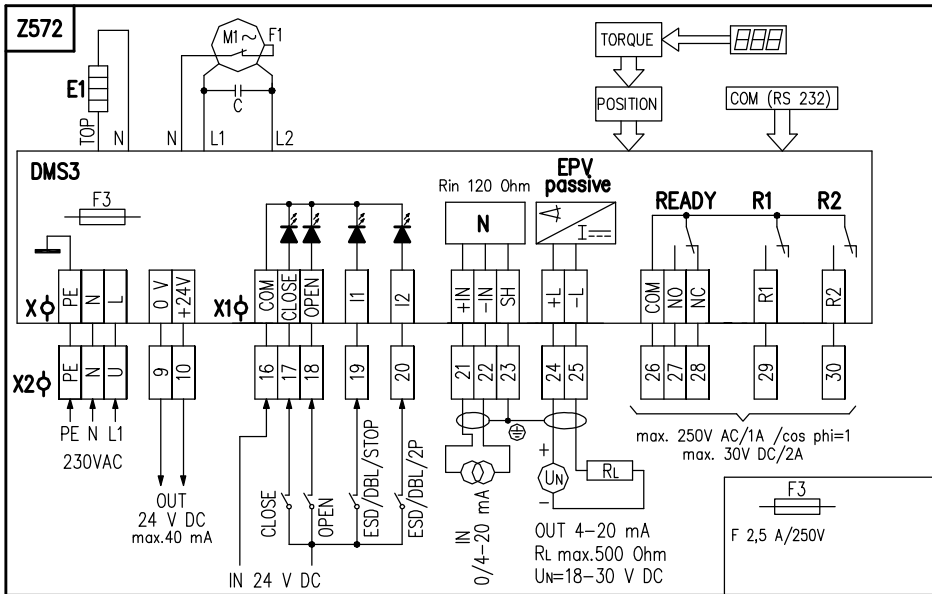 Z572
M1 ~
F1
E1
C
TOP
N
N
L1
L2
TORQUE
POSITION
COM (RS 232)
DMS3
F3
Rin 120 Ohm
N
EPV
passive
I
READY
R1
R2
X
PE
N
L
0 V
+24V
X1
COM
CLOSE
OPEN
I1
I2
+IN
-IN
SH
+L
-L
COM
NO
NC
R1
R2
X2
PE
N
U
9
10
16
17
18
19
20
21
22
23
24
25
26
27
28
29
30
PE N L1
230VAC
OUT
24 V DC
max.40 mA
CLOSE
OPEN
ESD/DBL/STOP
ESD/DBL/2P
IN 24 V DC
IN
0/4-20 mA
+
UN
-
RL
OUT 4-20 mA
RL max.500 Ohm
UN=18-30 V DC
max. 250V AC/1A /cos phi=1
max. 30V DC/2A
F3
F 2,5 A/250V